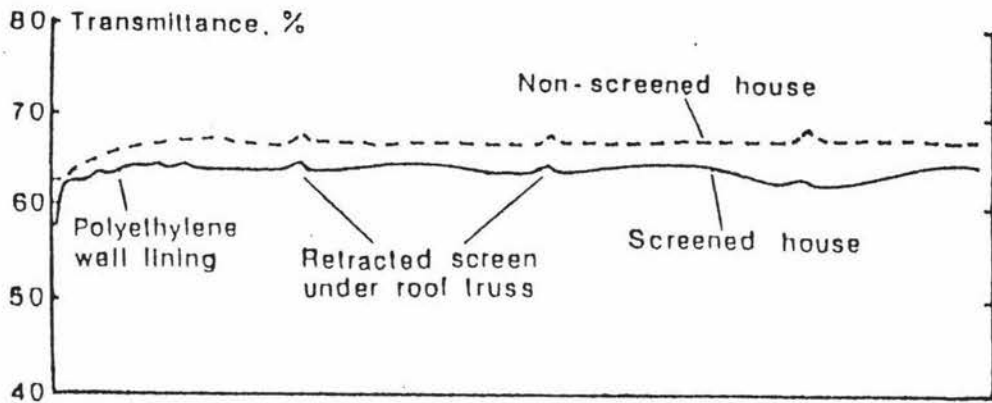 80 Transmittance, %
Non-screened house
70
60
Polyethylene
wall lining
Retracted screen
under roof truss
Screened house
50
40